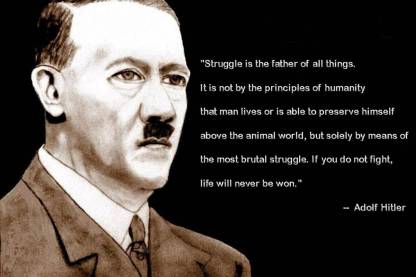 "Struggle is the father of all things.
It is not by the principles of humanity
that man lives or is able to preserve himself
above the animal world, but solely by means of
the most brutal struggle. If you do not fight,
life will never be won."
-- Adolf Hitler